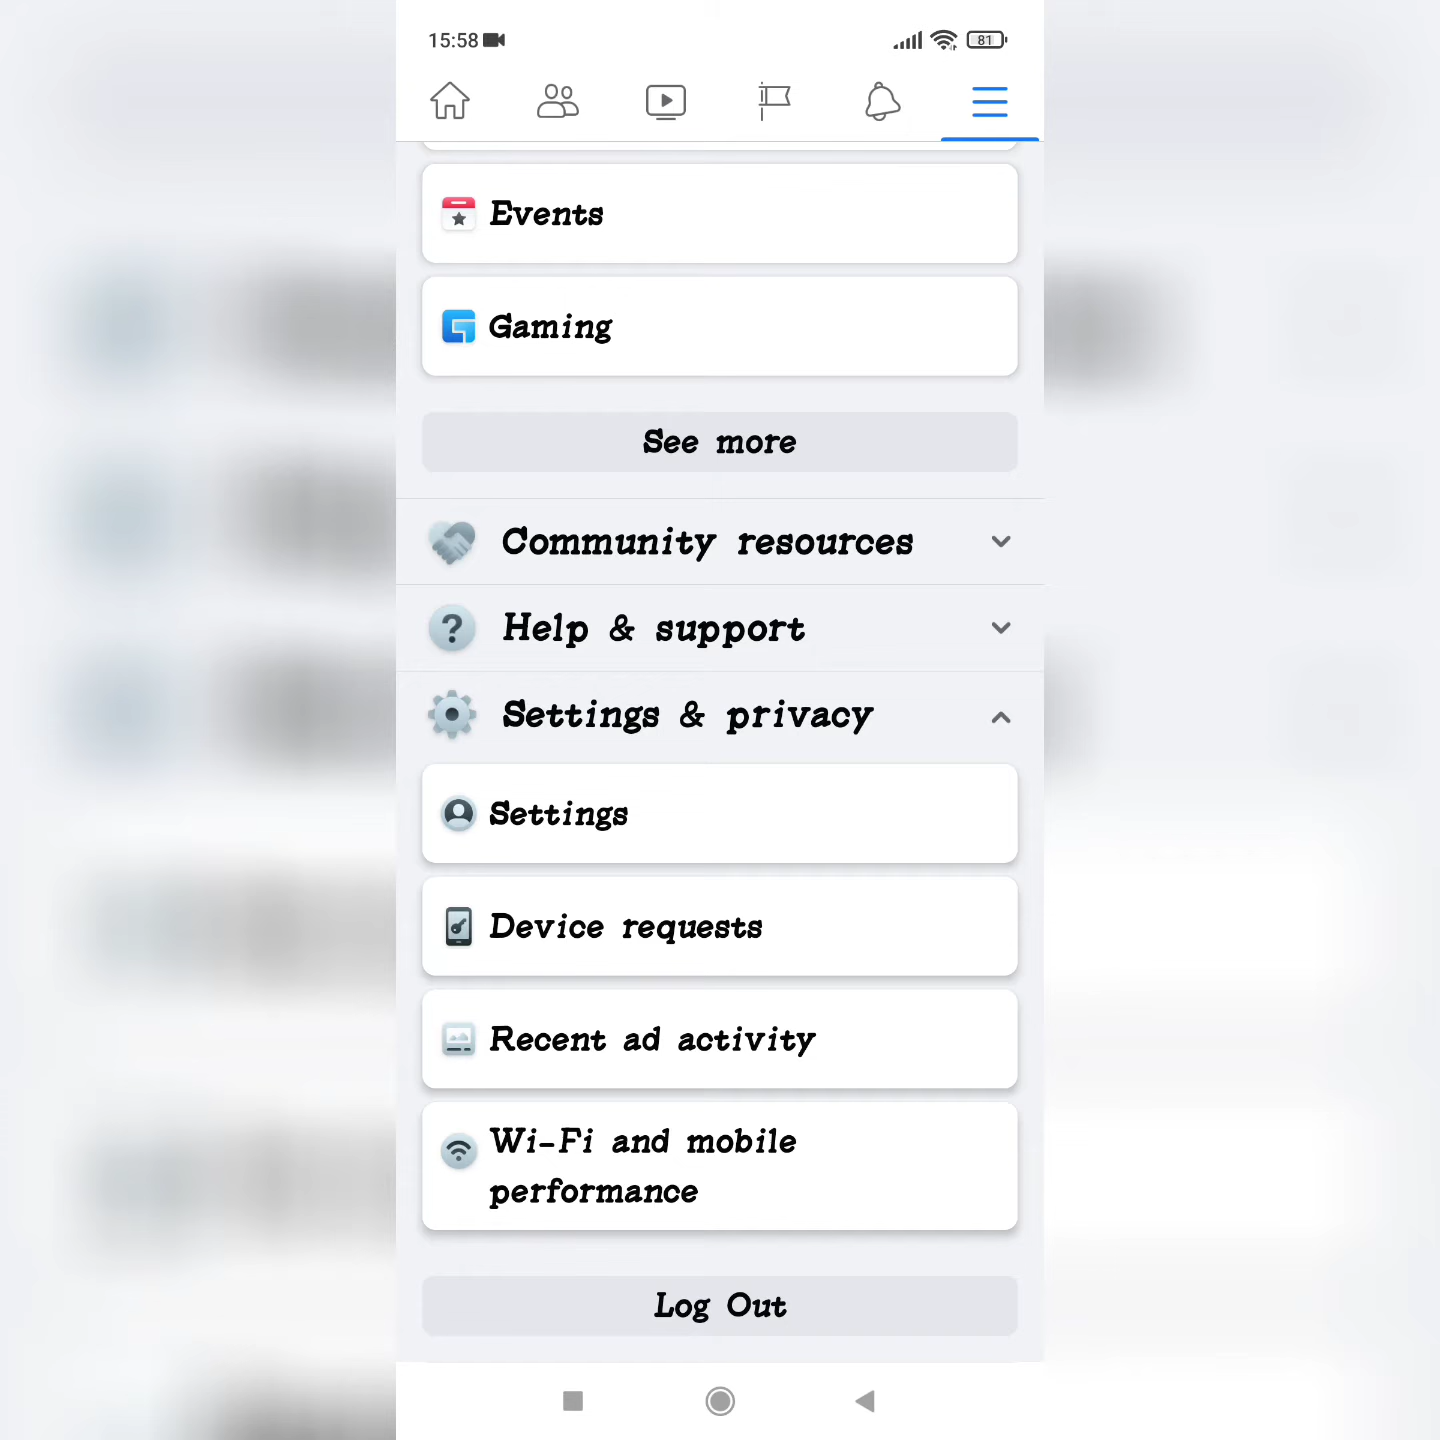 15:58
81
Events
Gaming
See more
Community resources
Help & support
Settings & privacy
Settings
Device requests
Recent ad activity
Wi-Fi and mobile
performance
Log Out